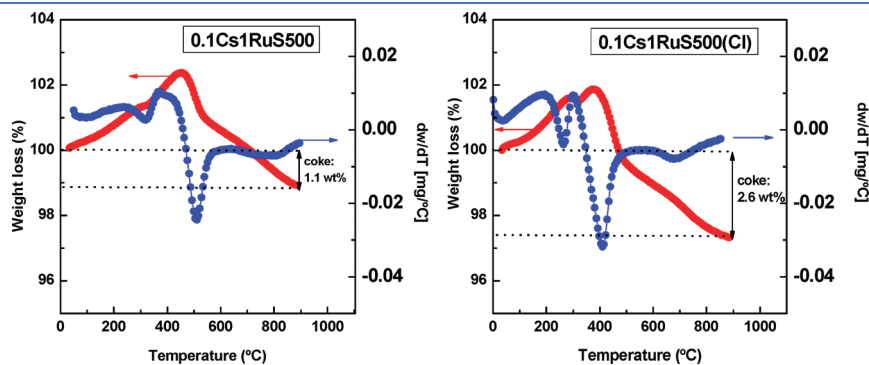 0.1Cs1RuS500
Weight loss (%)
104
102
100
98
96
0.02
0.00
-0.02
-0.04
dw/dT [mg/ºC]
coke:
1.1 wt%
0 200 400 600 800 1000
Temperature (ºC)
0.1Cs1RuS500(Cl)
Weight loss (%)
104
102
100
98
96
0.02
0.00
-0.02
-0.04
dw/dT [mg/ºC]
coke:
2.6 wt%
0 200 400 600 800 1000
Temperature (ºC)